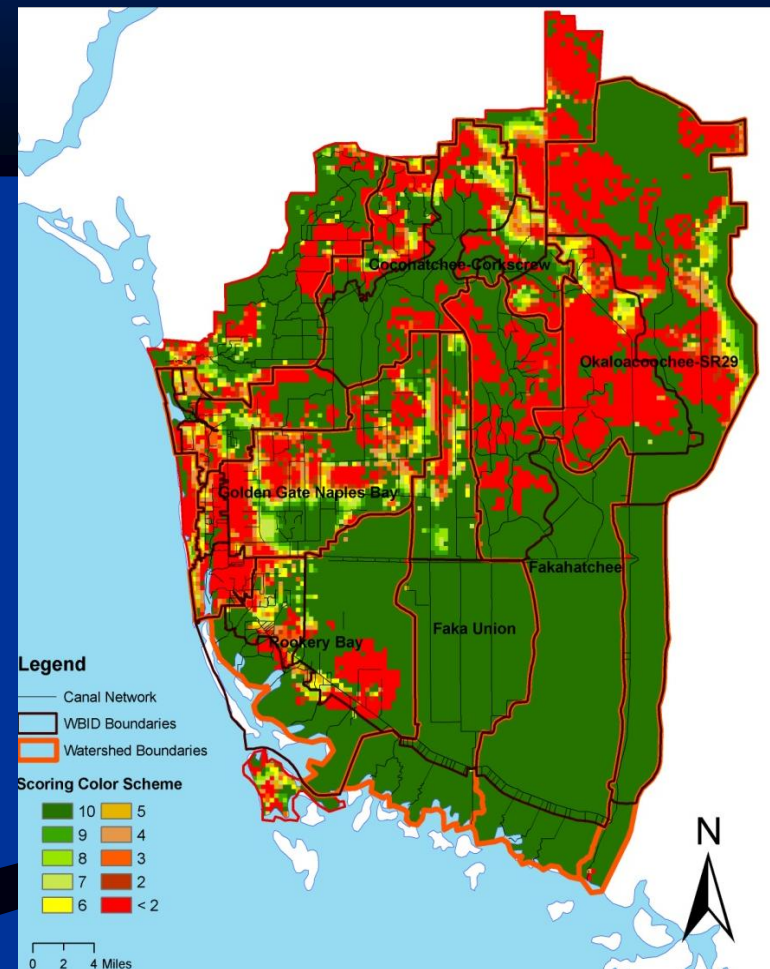 Cocohatchee-Corkscrew
Okaloacoochee-SR29
Golden Gate Naples Bay
Fakahatchee
Faka Union
Rookery Bay
Legend
Canal Network
WBID Boundaries
Watershed Boundaries
Scoring Color Scheme
10 5
9 4
8 3
7 2
6 < 2
N
0 2 4 Miles